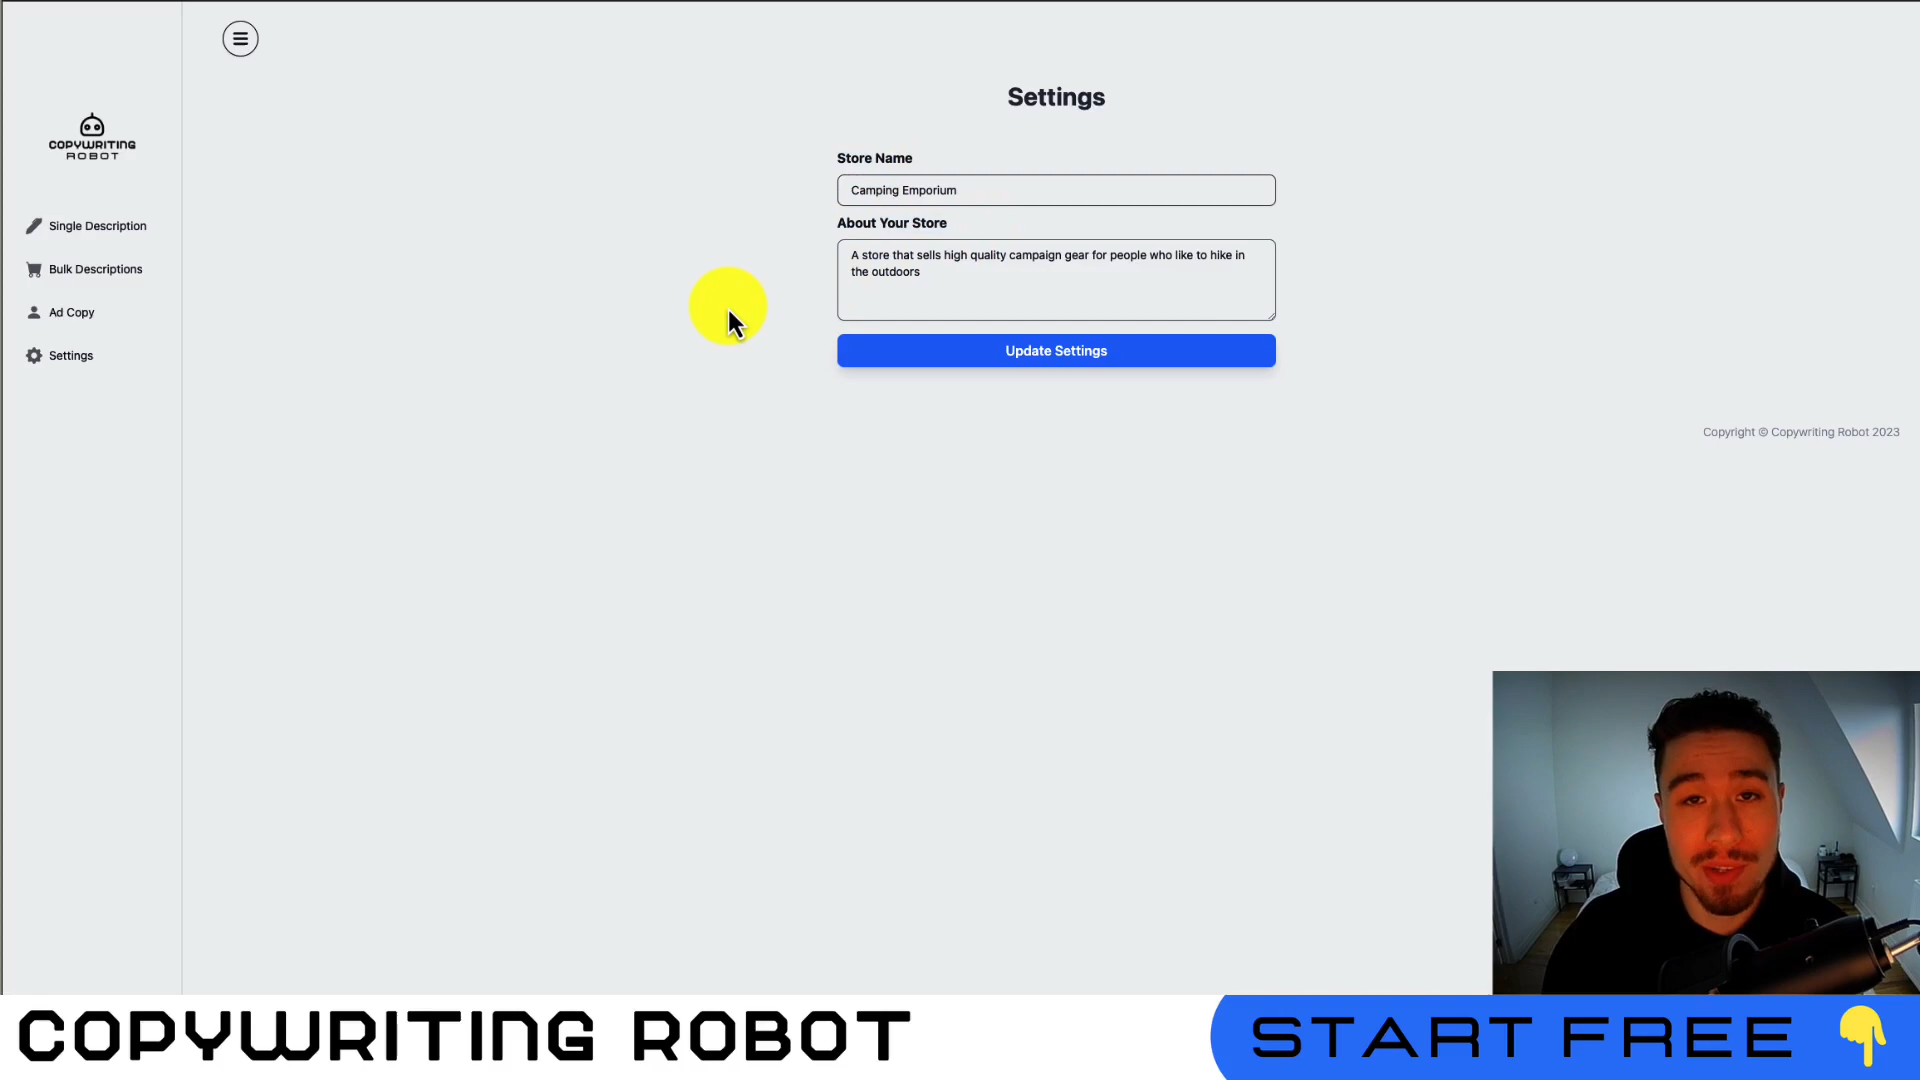 COPYWRITING
ROBOT
Single Description
Bulk Descriptions
Ad Copy
Settings
Settings
Store Name
Camping Emporium
About Your Store
A store that sells high quality campaign gear for people who like to hike in
the outdoors
Update Settings
Copyright © Copywriting Robot 2023
COPYWRITING ROBOT
START FREE